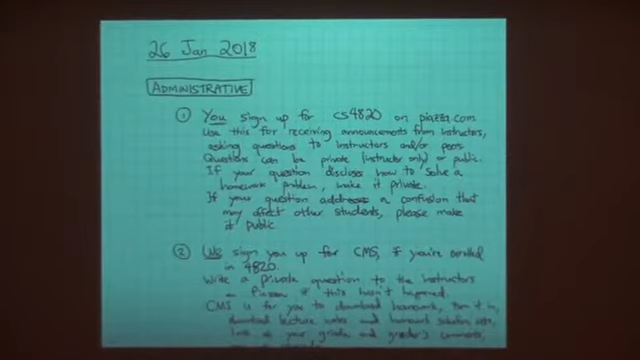 26 Jan 2018
ADMINISTRATIVE
① You sign up for CS4820 on piazza.com
Use this for receiving announcements from instructors,
asking questions to instructors and/or peers.
Questions can be private (instructor only) or public.
If your question discloses how to solve a
homework problem, make it private.
If your question addresses a confusion that
may affect other students, please make
it public
② We sign you up for CMS, if you're enrolled
in 4820.
Write a private question to the instructors
on Piazza if this hasn't happened.
CMS is for you to download homework, turn it in,
download lecture notes and homework solution
look at your grade and grader's comments,